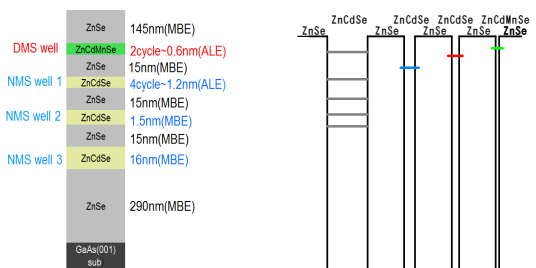 ZnSe 145nm(MBE)
DMS well ZnCdMnSe 2cycle~0.6nm(ALE)
ZnSe 15nm(MBE)
NMS well 1 ZnCdSe 4cycle~1.2nm(ALE)
ZnSe 15nm(MBE)
NMS well 2 ZnCdSe 1.5nm(MBE)
ZnSe 15nm(MBE)
NMS well 3 ZnCdSe 16nm(MBE)
ZnSe 290nm(MBE)
GaAs(001)
sub
ZnCdSe ZnCdSe ZnCdSe ZnCdMnSe
ZnSe ZnSe ZnSe ZnSe ZnSe